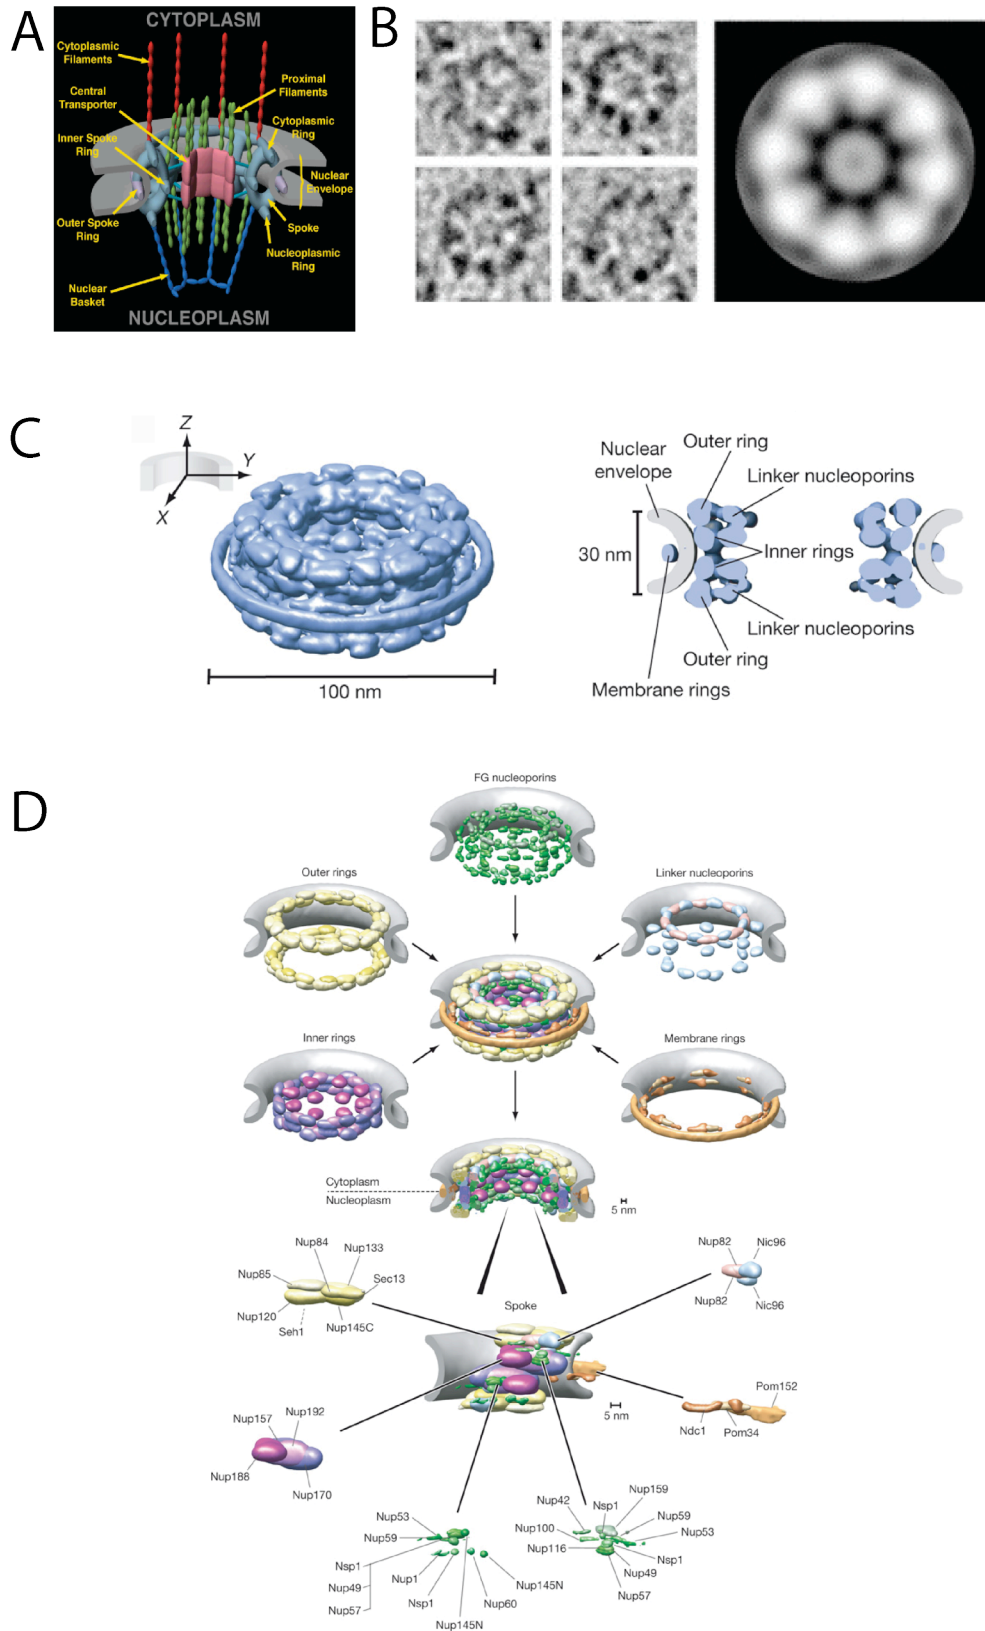 A
CYTOPLASM
Cytoplasmic
Filaments
Central
Transporter
Inner Spoke
Ring
Outer Spoke
Ring
Nuclear
Basket
Proximal
Filaments
Cytoplasmic
Ring
Nuclear
Envelope
Spoke
Nucleoplasmic
Ring
NUCLEOPLASM
B
C
Z
Y
X
100 nm
Nuclear
envelope
Outer ring
Linker nucleoporins
30 nm
Inner rings
Linker nucleoporins
Outer ring
Membrane rings
D
FG nucleoporins
Outer rings
Linker nucleoporins
Inner rings
Membrane rings
Cytoplasm
Nucleoplasm
5 nm
Nup84
Nup133
Nup85
Sec13
Nup120
Seh1
Nup145C
Spoke
Nup82
Nic96
Nup82
Nic96
5 nm
Pom152
Ndc1
Pom34
Nup157
Nup192
Nup188
Nup170
Nup53
Nup59
Nsp1
Nup49
Nup57
Nup1
Nsp1
Nup145N
Nup60
Nup145N
Nup42
Nsp1
Nup159
Nup100
Nup59
Nup53
Nup116
Nsp1
Nup49
Nup57